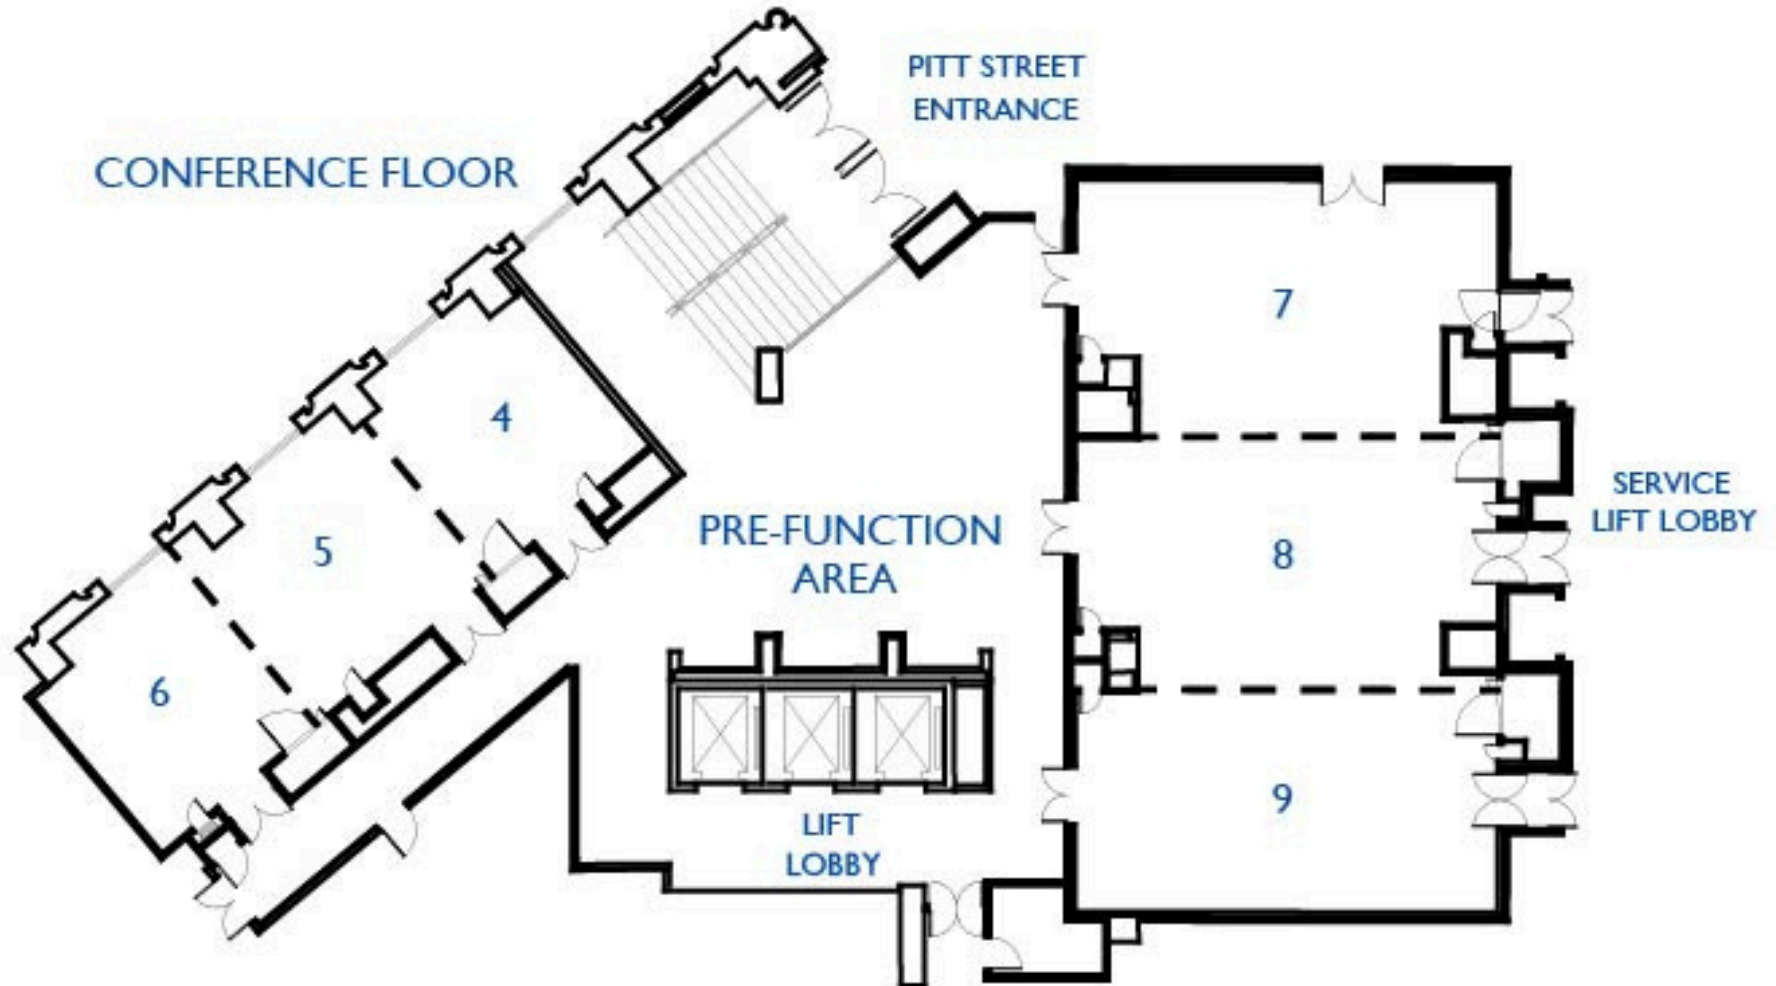 PITT STREET
ENTRANCE
CONFERENCE FLOOR
7
4
SERVICE
LIFT LOBBY
PRE-FUNCTION
AREA
5
8
6
9
LIFT
LOBBY